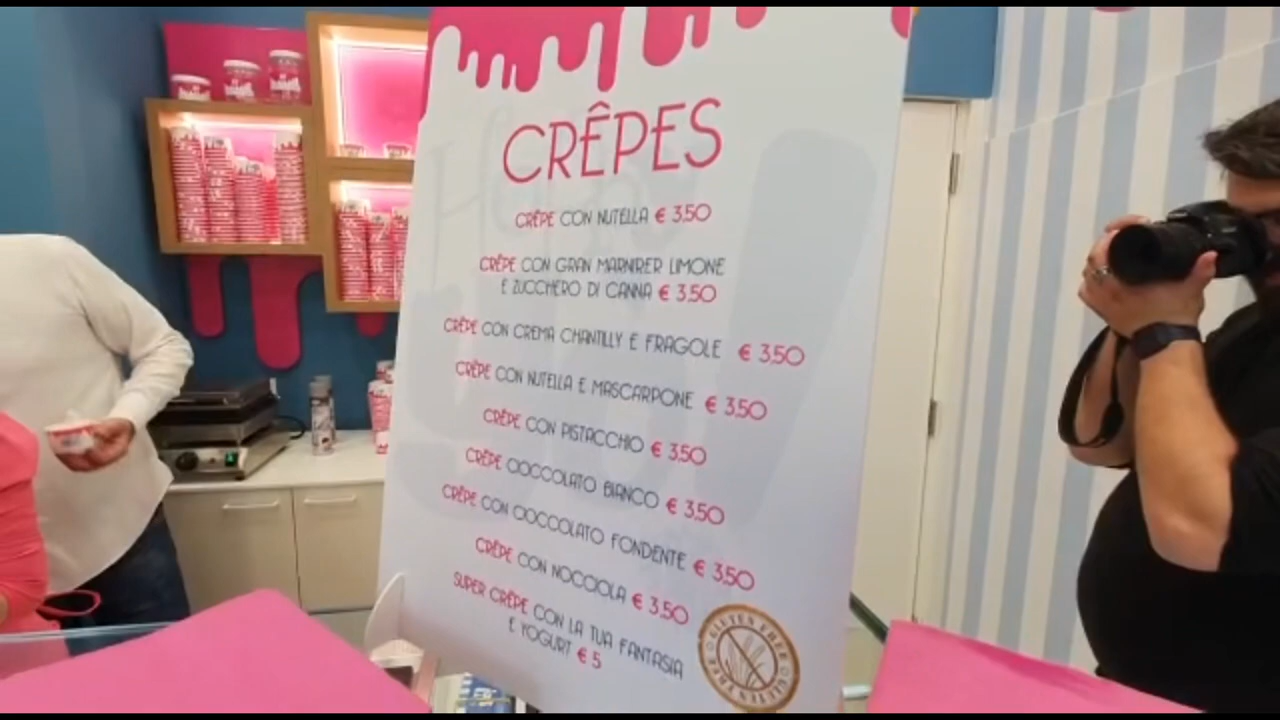 CRÊPES
CRÊPE CON NUTELLA € 3.50
CRÊPE CON GRAN MARNIRER LIMONE
E ZUCCHERO DI CANNA € 3.50
CRÊPE CON CREMA CHANTILLY E FRAGOLE € 3,50
CRÊPE CON NUTELLA E MASCARPONE € 3.50
CRÊPE CON PISTACCHIO € 3.50
CRÊPE CIOCCOLATO BIANCO € 3.50
CRÊPE CON CIOCCOLATO FONDENTE € 3.50
CRÊPE CON NOCCIOLA € 3.50
SUPER CRÊPE CON LA TUA FANTASIA
E YOGURT € 5
GLUTEN FREE
GLUTEN FREE